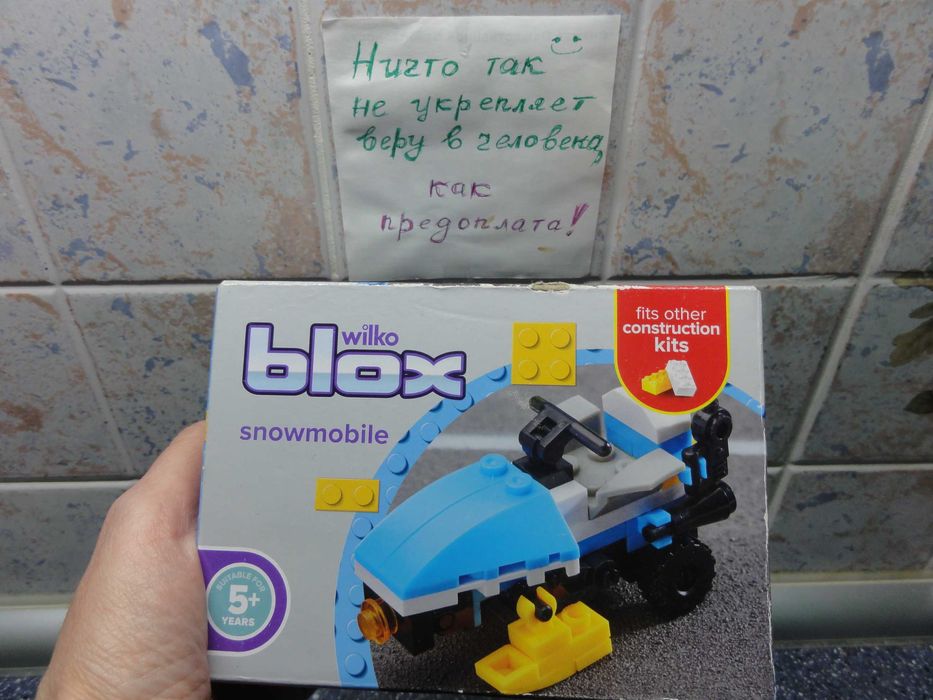 Ничто так
не укрепляет
веру в человека,
как
предоплата!
wilko
blox
snowmobile
fits other
construction
kits
SUITABLE FOR
5+
YEARS